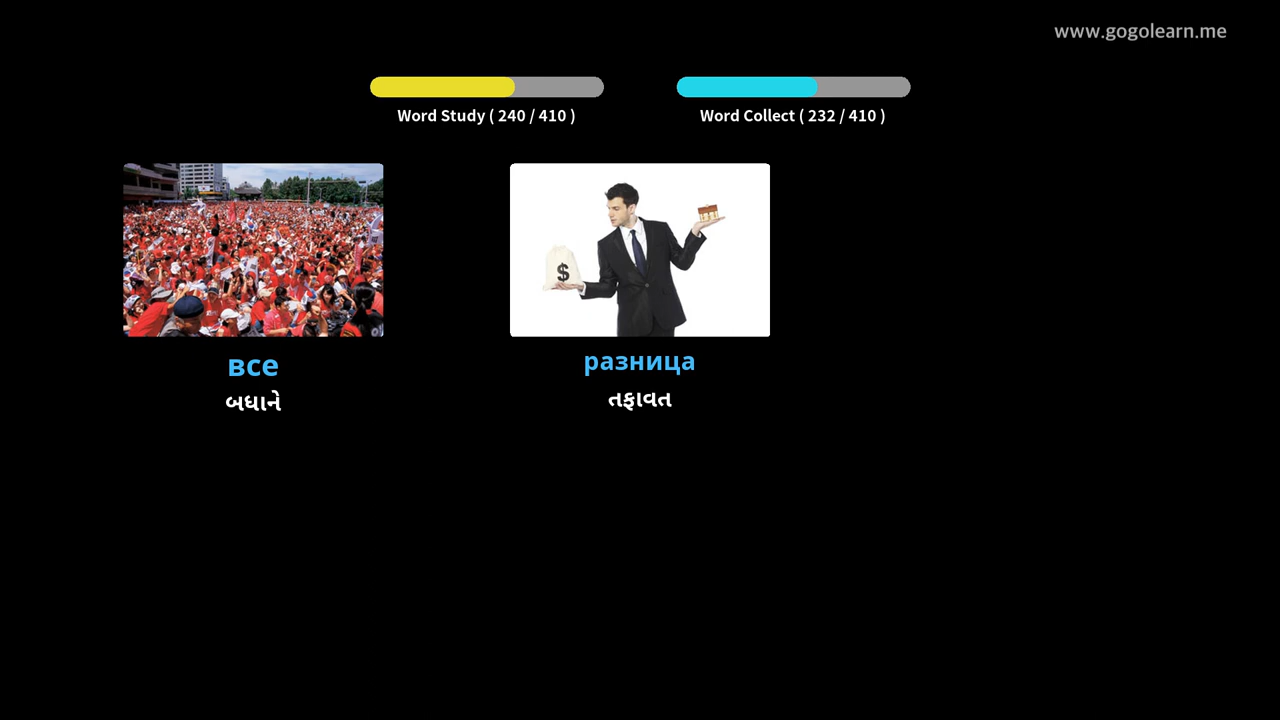 www.gogolearn.me
Word Study ( 240 / 410 )
Word Collect ( 232 / 410 )
все
બધાને
разница
તફાવત
$